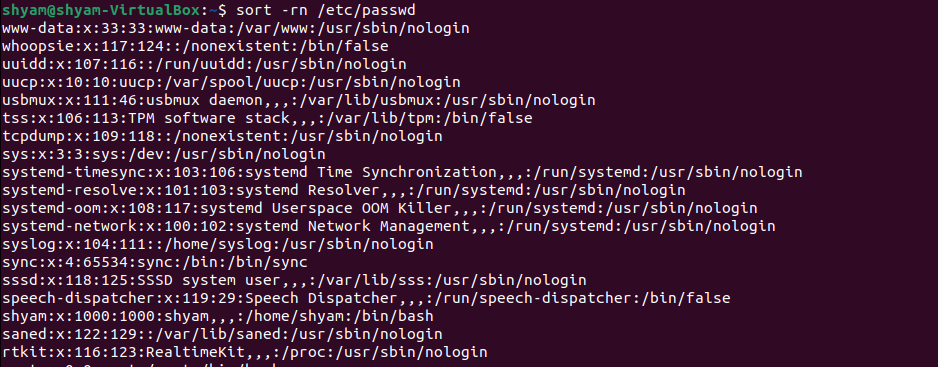 shyam@shyam-VirtualBox:~$ sort -rn /etc/passwd
www-data:x:33:33:www-data:/var/www:/usr/sbin/nologin
whoopsie:x:117:124::/nonexistent:/bin/false
uuidd:x:107:116::/run/uuidd:/usr/sbin/nologin
uucp:x:10:10:uucp:/var/spool/uucp:/usr/sbin/nologin
usbmux:x:111:46:usbmux daemon,,,:/var/lib/usbmux:/usr/sbin/nologin
tss:x:106:113:TPM software stack,,,:/var/lib/tpm:/bin/false
tcpdump:x:109:118::/nonexistent:/usr/sbin/nologin
sys:x:3:3:sys:/dev:/usr/sbin/nologin
systemd-timesync:x:103:106:systemd Time Synchronization,,,:/run/systemd:/usr/sbin/nologin
systemd-resolve:x:101:103:systemd Resolver,,,:/run/systemd:/usr/sbin/nologin
systemd-oom:x:108:117:systemd Userspace OOM Killer,,,:/run/systemd:/usr/sbin/nologin
systemd-network:x:100:102:systemd Network Management,,,:/run/systemd:/usr/sbin/nologin
syslog:x:104:111::/home/syslog:/usr/sbin/nologin
sync:x:4:65534:sync:/bin:/bin/sync
sssd:x:118:125:SSSD system user,,,:/var/lib/sss:/usr/sbin/nologin
speech-dispatcher:x:119:29:Speech Dispatcher,,,:/run/speech-dispatcher:/bin/false
shyam:x:1000:1000:shyam,,,:/home/shyam:/bin/bash
saned:x:122:129::/var/lib/saned:/usr/sbin/nologin
rtkit:x:116:123:RealtimeKit,,,:/proc:/usr/sbin/nologin